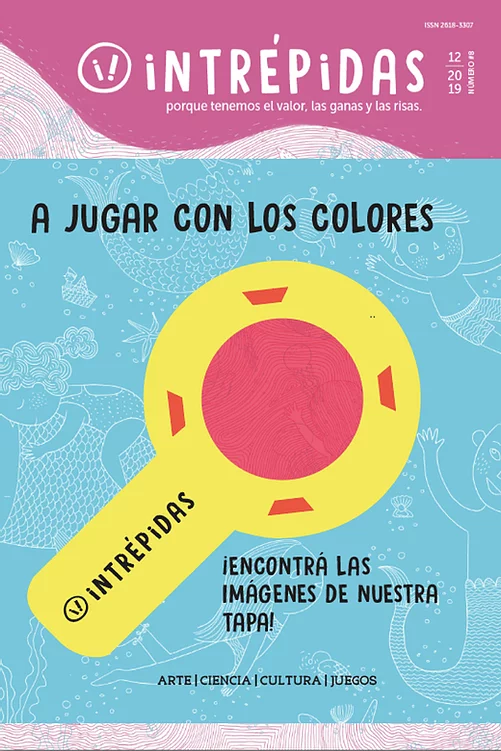 ISSN 2618-3307
¡! iNTRÉPiDAS
12
20
19
NÚMERO #8
porque tenemos el valor, las ganas y las risas.
A JUGAR CON LOS COLORES
¡! iNTRÉPiDAS
¡ENCONTRÁ LAS
IMÁGENES DE NUESTRA
TAPA!
ARTE | CIENCIA | CULTURA | JUEGOS